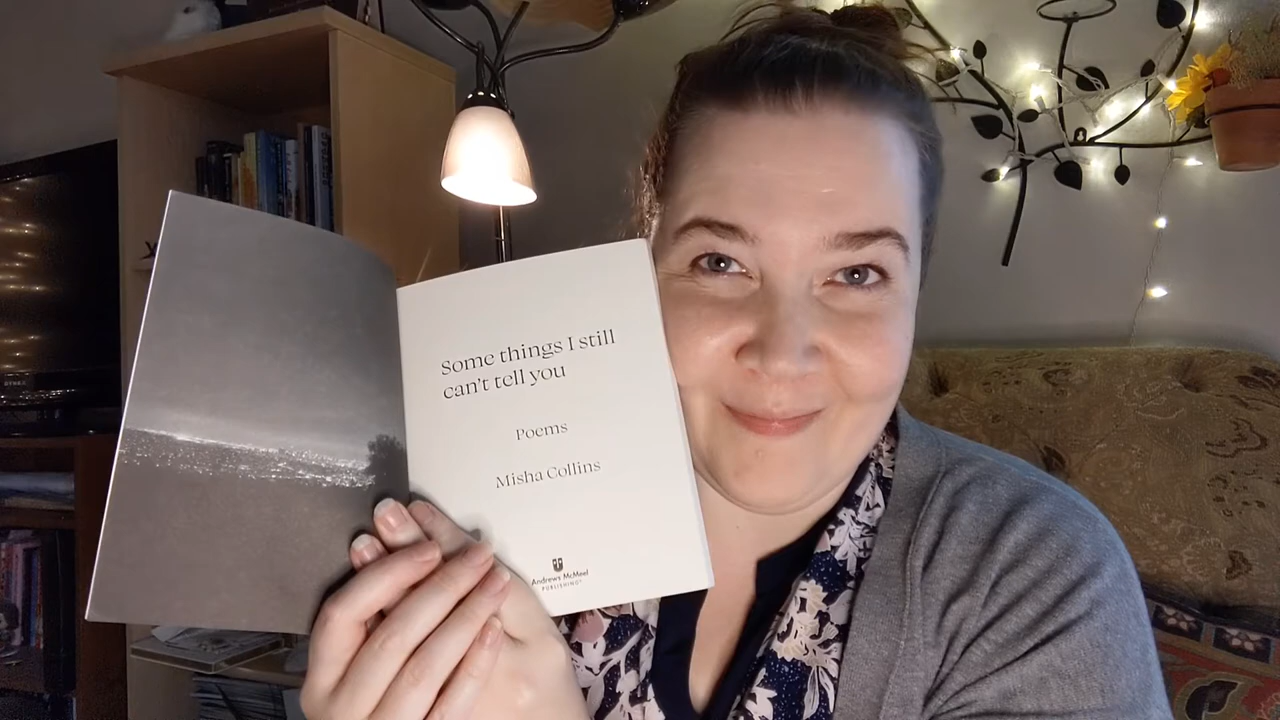 Some things I still
can't tell you
Poems
Misha Collins
Andrews McMeel
PUBLISHING®